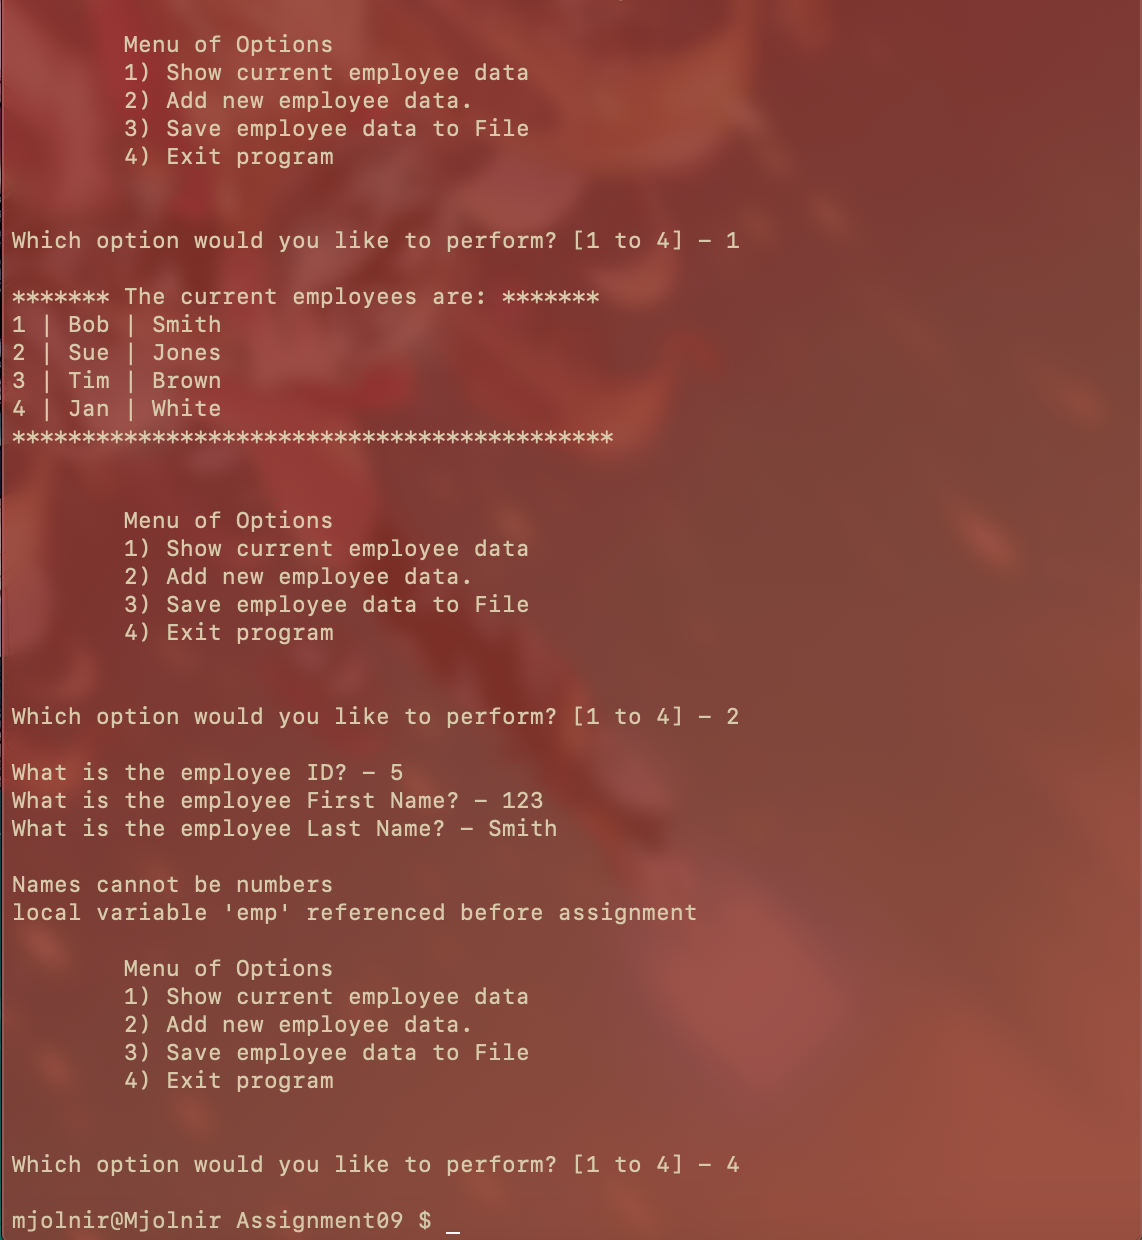 Menu of Options
1) Show current employee data
2) Add new employee data.
3) Save employee data to File
4) Exit program
Which option would you like to perform? [1 to 4] – 1
******* The current employees are: *******
1 | Bob | Smith
2 | Sue | Jones
3 | Tim | Brown
4 | Jan | White
*******************************************
Menu of Options
1) Show current employee data
2) Add new employee data.
3) Save employee data to File
4) Exit program
Which option would you like to perform? [1 to 4] – 2
What is the employee ID? – 5
What is the employee First Name? – 123
What is the employee Last Name? – Smith
Names cannot be numbers
local variable 'emp' referenced before assignment
Menu of Options
1) Show current employee data
2) Add new employee data.
3) Save employee data to File
4) Exit program
Which option would you like to perform? [1 to 4] – 4
mjolnir@Mjolnir Assignment09 $ _